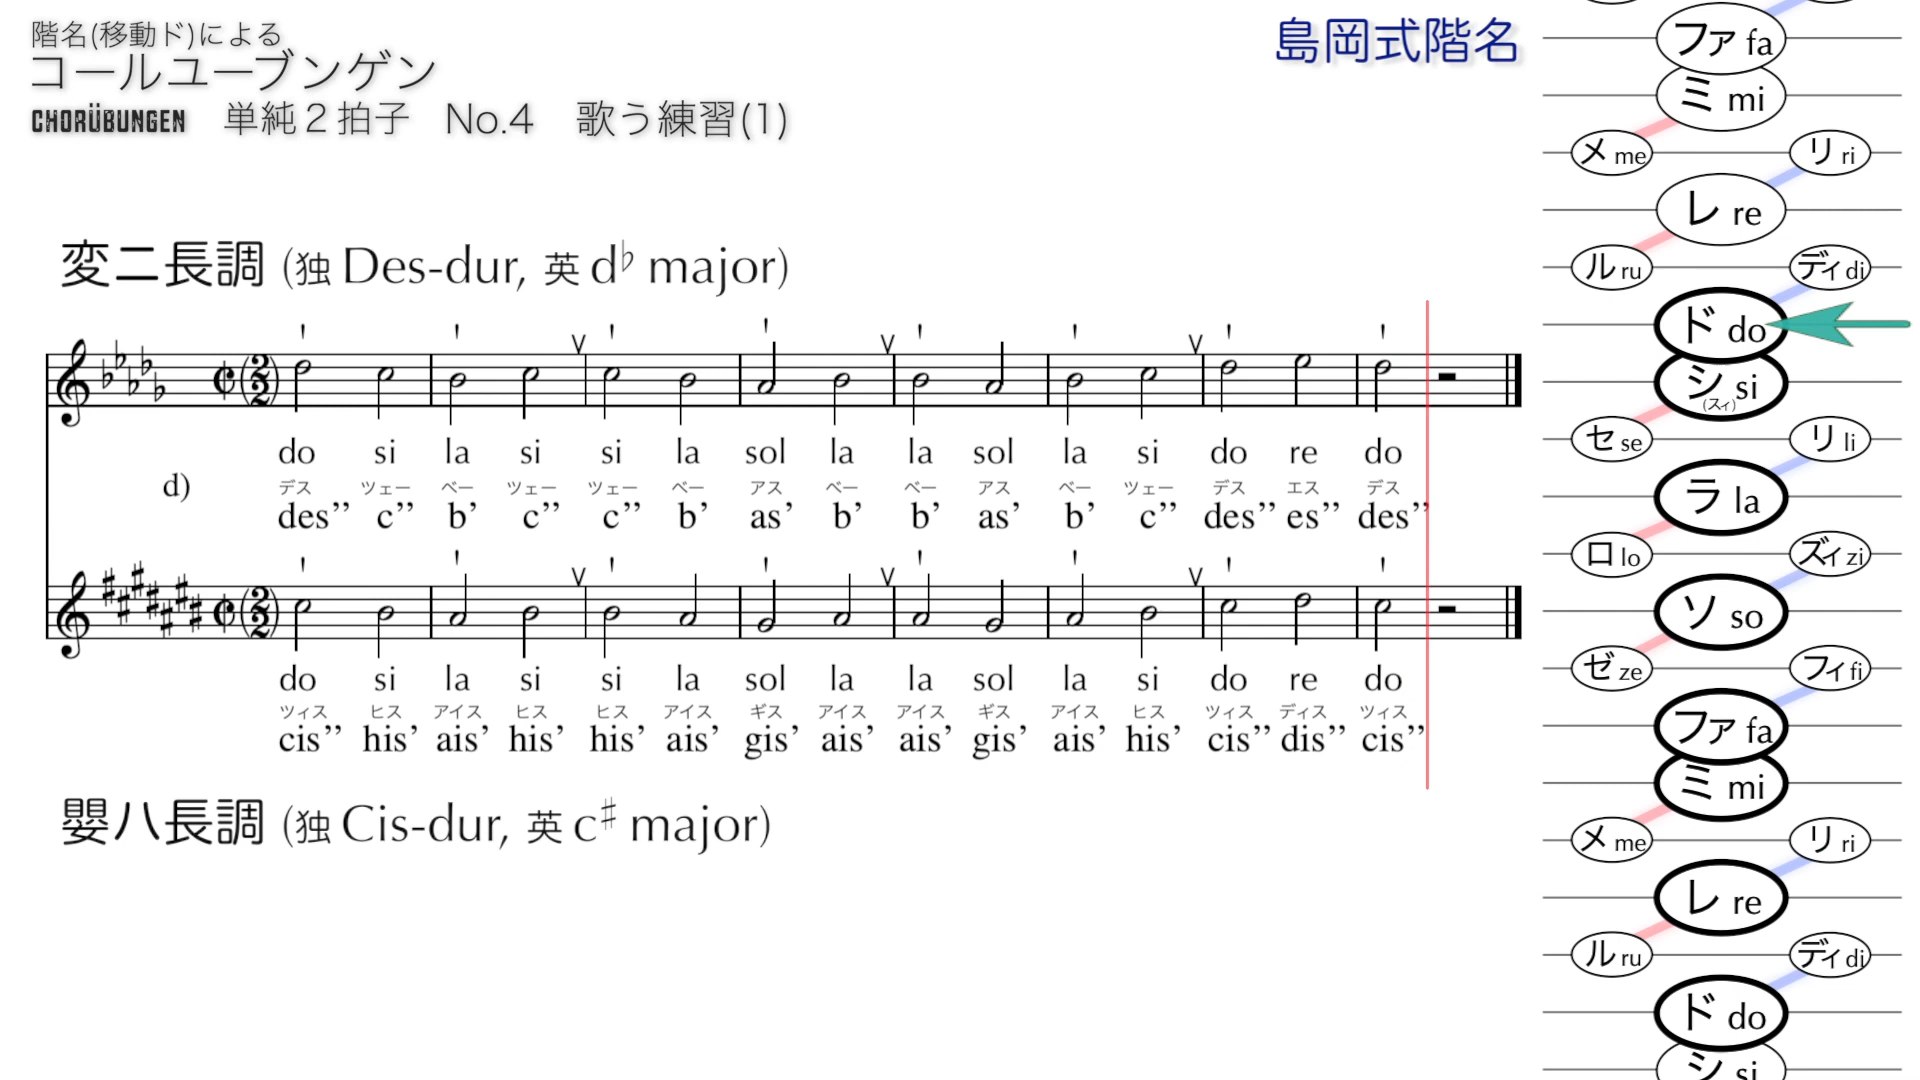 階名(移動ド)による
コールユーブンゲン
CHORÜBUNGEN 単純２拍子 No.4 歌う練習(1)
島岡式階名
変二長調 (独 Des-dur, 英 d♭ major)
do si la si si la sol la la sol la si do re do
d)
デス ツェー ベー ツェー ツェー ベー アス ベー ベー アス ベー ツェー デス エス デス
des’’ c’’ b’ c’’ c’’ b’ as’ b’ b’ as’ b’ c’’ des’’ es’’ des’’
do si la si si la sol la la sol la si do re do
ツィス ヒス アイス ヒス ヒス アイス ギス アイス アイス ギス アイス ヒス ツィス ディス ツィス
cis’’ his’ ais’ his’ his’ ais’ gis’ ais’ ais’ gis’ ais’ his’ cis’’ dis’’ cis’’
嬰ハ長調 (独 Cis-dur, 英 c♯ major)
ファ fa
ミ mi
メ me リ ri
レ re
ル ru ディ di
ド do
シ(スィ) si
セ se リ li
ラ la
ロ lo ズィ zi
ソ so
ゼ ze フィ fi
ファ fa
ミ mi
メ me リ ri
レ re
ル ru ディ di
ド do
シ si